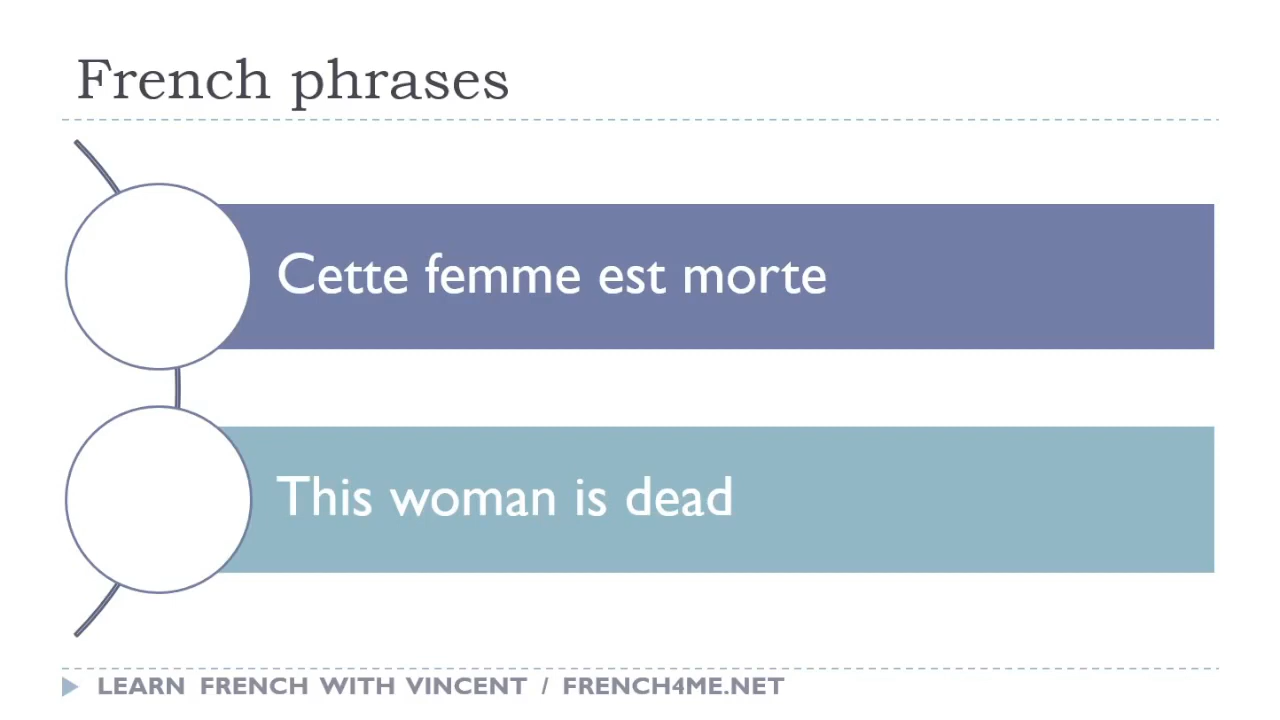 French phrases
Cette femme est morte
This woman is dead
LEARN FRENCH WITH VINCENT / FRENCH4ME.NET